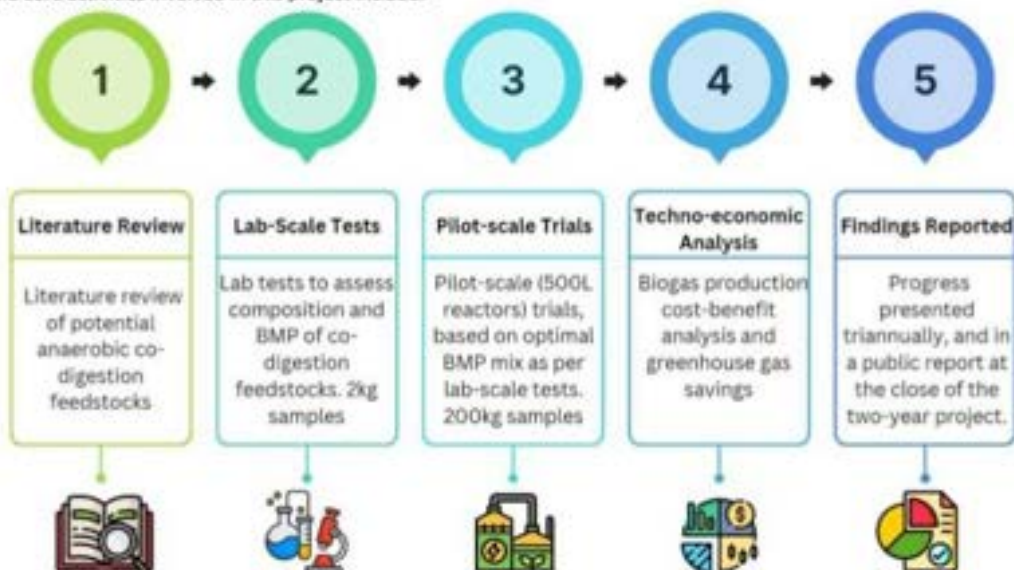 1
2
3
4
5
Literature Review
Literature review
of potential
anaerobic co-
digestion
feedstocks
Lab-Scale Tests
Lab tests to assess
composition and
BMP of co-
digestion
feedstocks. 2kg
samples
Pilot-scale Trials
Pilot-scale (500L
reactors) trials,
based on optimal
BMP mix as per
lab-scale tests.
200kg samples
Techno-economic
Analysis
Biogas production
cost-benefit
analysis and
greenhouse gas
savings
Findings Reported
Progress
presented
triannually, and in
a public report at
the close of the
two-year project.
$